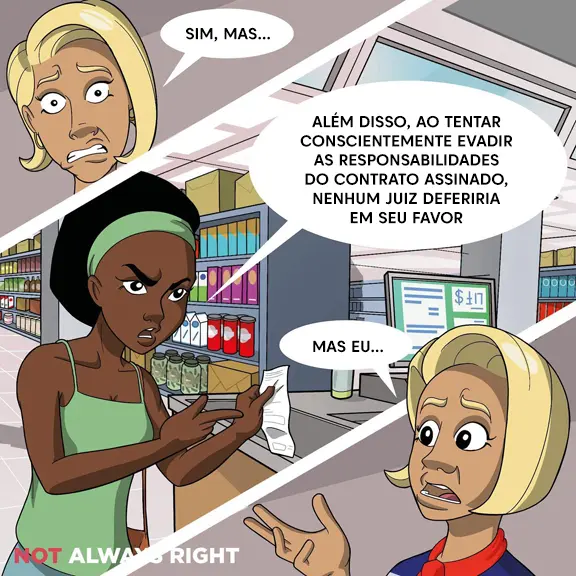 SIM, MAS...
ALÉM DISSO, AO TENTAR
CONSCIENTEMENTE EVADIR
AS RESPONSABILIDADES
DO CONTRATO ASSINADO,
NENHUM JUIZ DEFERIRIA
EM SEU FAVOR
MAS EU...
NOT ALWAYS RIGHT